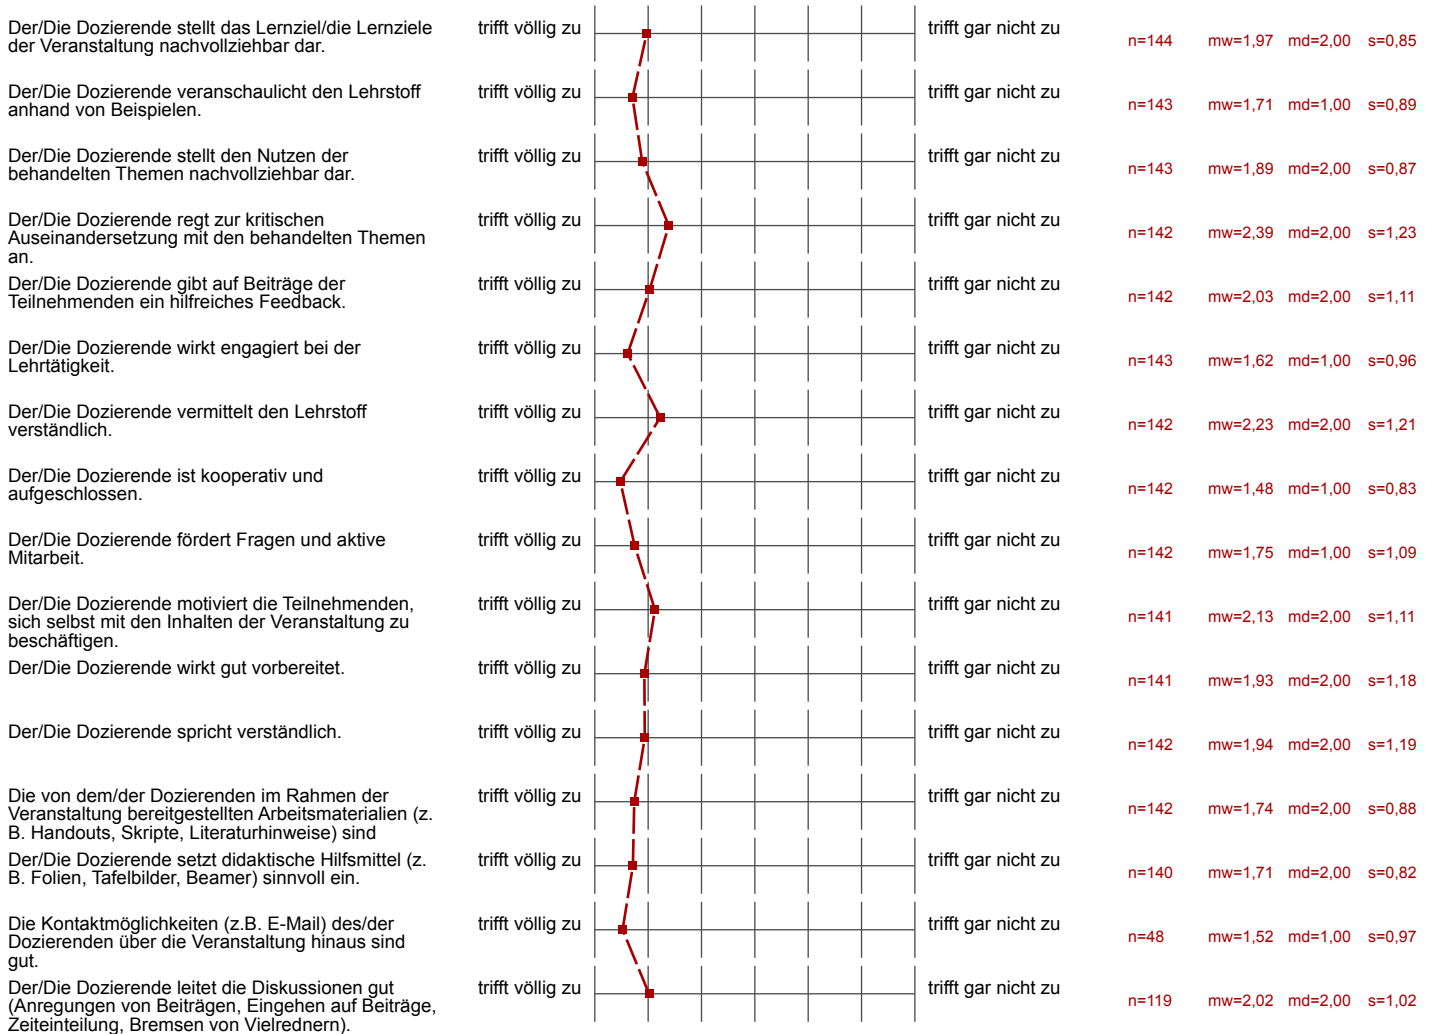 Der/Die Dozierende stellt das Lernziel/die Lernziele
der Veranstaltung nachvollziehbar dar.
trifft völlig zu
trifft gar nicht zu
n=144 mw=1,97 md=2,00 s=0,85
Der/Die Dozierende veranschaulicht den Lehrstoff
anhand von Beispielen.
trifft völlig zu
trifft gar nicht zu
n=143 mw=1,71 md=1,00 s=0,89
Der/Die Dozierende stellt den Nutzen der
behandelten Themen nachvollziehbar dar.
trifft völlig zu
trifft gar nicht zu
n=143 mw=1,89 md=2,00 s=0,87
Der/Die Dozierende regt zur kritischen
Auseinandersetzung mit den behandelten Themen
an.
trifft völlig zu
trifft gar nicht zu
n=142 mw=2,39 md=2,00 s=1,23
Der/Die Dozierende gibt auf Beiträge der
Teilnehmenden ein hilfreiches Feedback.
trifft völlig zu
trifft gar nicht zu
n=142 mw=2,03 md=2,00 s=1,11
Der/Die Dozierende wirkt engagiert bei der
Lehrtätigkeit.
trifft völlig zu
trifft gar nicht zu
n=143 mw=1,62 md=1,00 s=0,96
Der/Die Dozierende vermittelt den Lehrstoff
verständlich.
trifft völlig zu
trifft gar nicht zu
n=142 mw=2,23 md=2,00 s=1,21
Der/Die Dozierende ist kooperativ und
aufgeschlossen.
trifft völlig zu
trifft gar nicht zu
n=142 mw=1,48 md=1,00 s=0,83
Der/Die Dozierende fördert Fragen und aktive
Mitarbeit.
trifft völlig zu
trifft gar nicht zu
n=142 mw=1,75 md=1,00 s=1,09
Der/Die Dozierende motiviert die Teilnehmenden,
sich selbst mit den Inhalten der Veranstaltung zu
beschäftigen.
trifft völlig zu
trifft gar nicht zu
n=141 mw=2,13 md=2,00 s=1,11
Der/Die Dozierende wirkt gut vorbereitet.
trifft völlig zu
trifft gar nicht zu
n=141 mw=1,93 md=2,00 s=1,18
Der/Die Dozierende spricht verständlich.
trifft völlig zu
trifft gar nicht zu
n=142 mw=1,94 md=2,00 s=1,19
Die von dem/der Dozierenden im Rahmen der
Veranstaltung bereitgestellten Arbeitsmaterialien (z.
B. Handouts, Skripte, Literaturhinweise) sind
trifft völlig zu
trifft gar nicht zu
n=142 mw=1,74 md=2,00 s=0,88
Der/Die Dozierende setzt didaktische Hilfsmittel (z.
B. Folien, Tafelbilder, Beamer) sinnvoll ein.
trifft völlig zu
trifft gar nicht zu
n=140 mw=1,71 md=2,00 s=0,82
Die Kontaktmöglichkeiten (z.B. E-Mail) des/der
Dozierenden über die Veranstaltung hinaus sind
gut.
trifft völlig zu
trifft gar nicht zu
n=48 mw=1,52 md=1,00 s=0,97
Der/Die Dozierende leitet die Diskussionen gut
(Anregungen von Beiträgen, Eingehen auf Beiträge,
Zeiteinteilung, Bremsen von Vielrednern).
trifft völlig zu
trifft gar nicht zu
n=119 mw=2,02 md=2,00 s=1,02